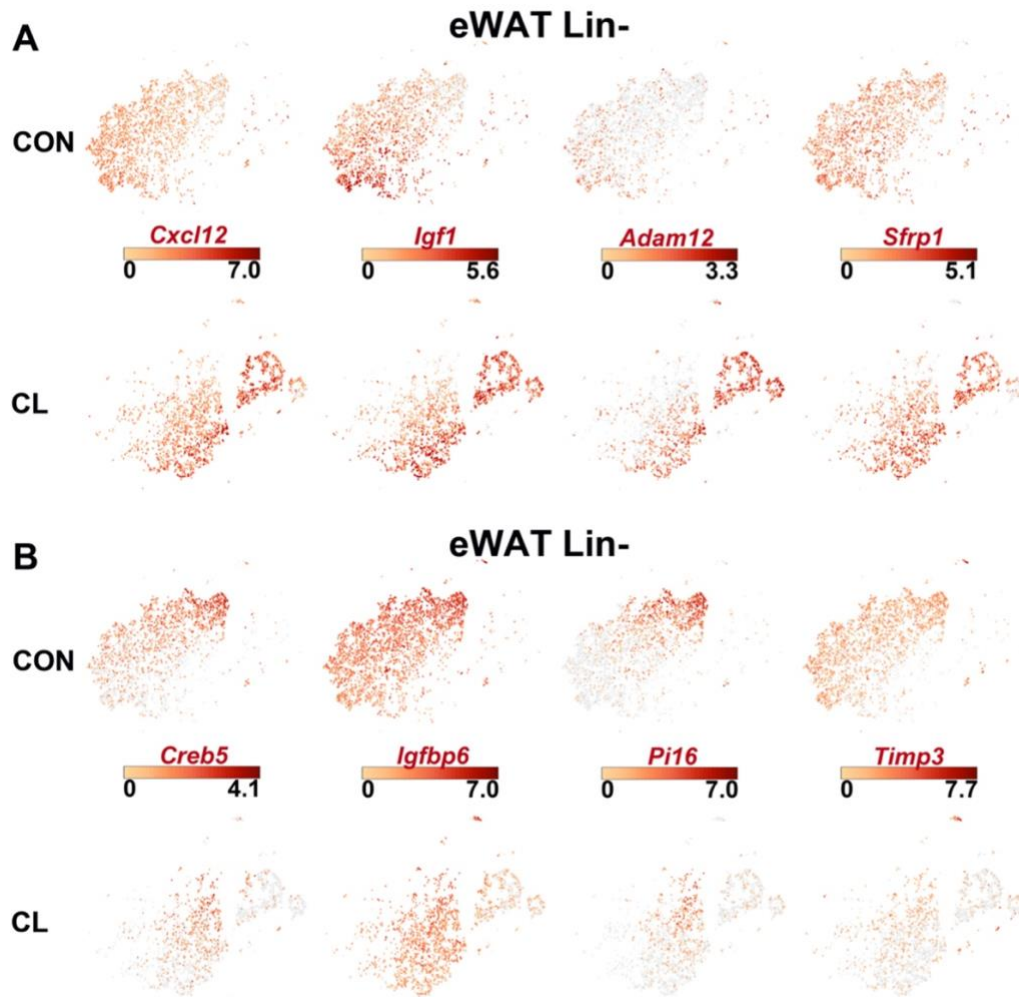 A
eWAT Lin-
CON
Cxcl12 Igf1 Adam12 Sfrp1
0 7.0 0 5.6 0 3.3 0 5.1
CL
B
eWAT Lin-
CON
Creb5 Igfbp6 Pi16 Timp3
0 4.1 0 7.0 0 7.0 0 7.7
CL